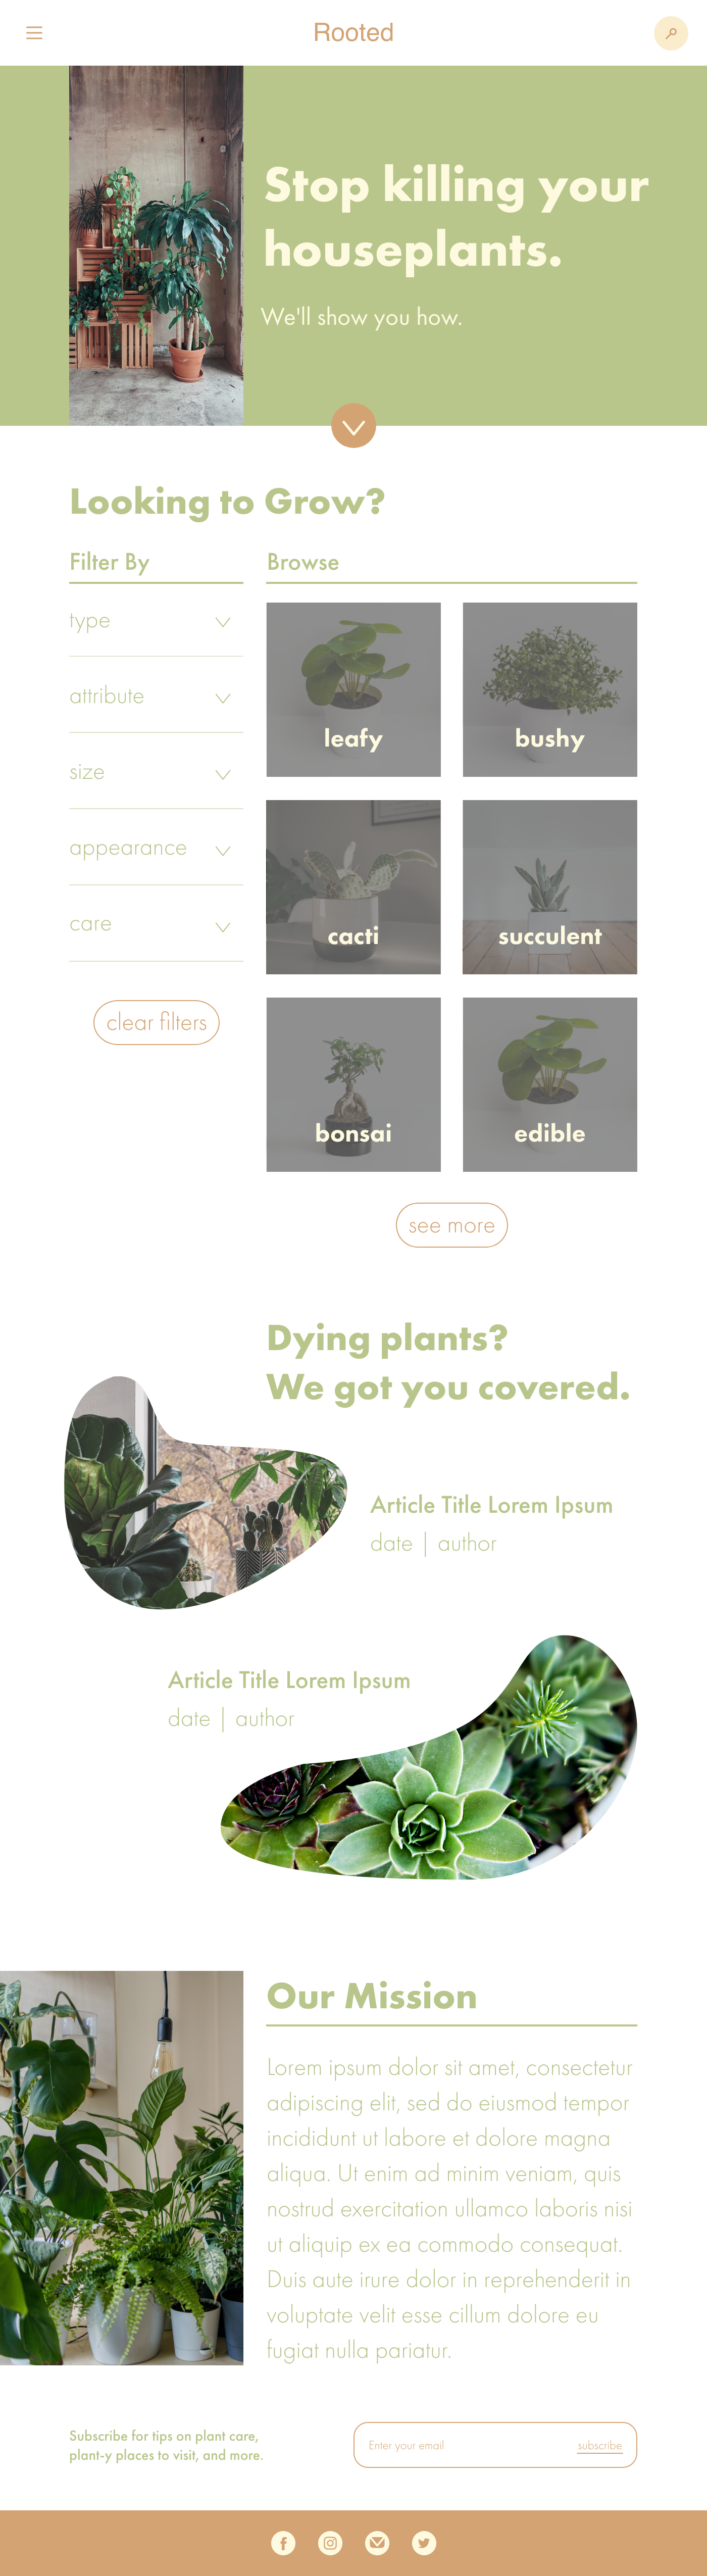 Rooted
Stop killing your
houseplants.
We'll show you how.
Looking to Grow?
Filter By
type
attribute
size
appearance
care
clear filters
Browse
leafy
bushy
cacti
succulent
bonsai
edible
see more
Dying plants?
We got you covered.
Article Title Lorem Ipsum
date | author
Article Title Lorem Ipsum
date | author
Our Mission
Lorem ipsum dolor sit amet, consectetur
adipiscing elit, sed do eiusmod tempor
incididunt ut labore et dolore magna
aliqua. Ut enim ad minim veniam, quis
nostrud exercitation ullamco laboris nisi
ut aliquip ex ea commodo consequat.
Duis aute irure dolor in reprehenderit in
voluptate velit esse cillum dolore eu
fugiat nulla pariatur.
Subscribe for tips on plant care,
plant-y places to visit, and more.
Enter your email
subscribe